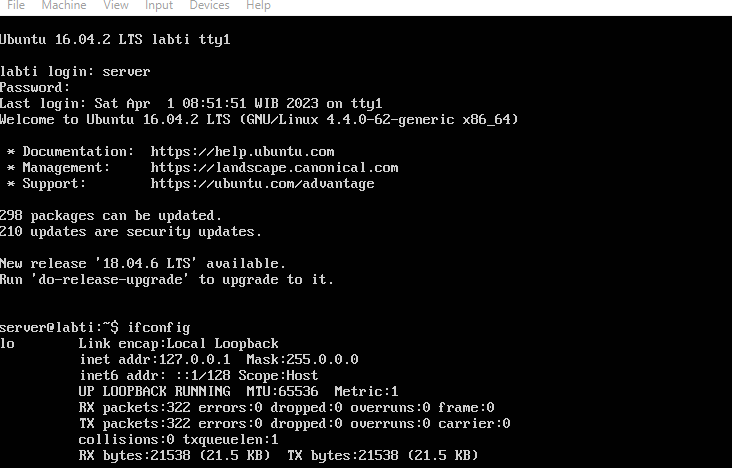 File Machine View Input Devices Help
Ubuntu 16.04.2 LTS labti tty1
labti login: server
Password:
Last login: Sat Apr  1 08:51:51 WIB 2023 on tty1
Welcome to Ubuntu 16.04.2 LTS (GNU/Linux 4.4.0-62-generic x86_64)
 * Documentation:  https://help.ubuntu.com
 * Management:     https://landscape.canonical.com
 * Support:        https://ubuntu.com/advantage
298 packages can be updated.
210 updates are security updates.
New release '18.04.6 LTS' available.
Run 'do-release-upgrade' to upgrade to it.
server@labti:~$ ifconfig
lo        Link encap:Local Loopback
          inet addr:127.0.0.1  Mask:255.0.0.0
          inet6 addr: ::1/128 Scope:Host
          UP LOOPBACK RUNNING  MTU:65536  Metric:1
          RX packets:322 errors:0 dropped:0 overruns:0 frame:0
          TX packets:322 errors:0 dropped:0 overruns:0 carrier:0
          collisions:0 txqueuelen:1
          RX bytes:21538 (21.5 KB)  TX bytes:21538 (21.5 KB)